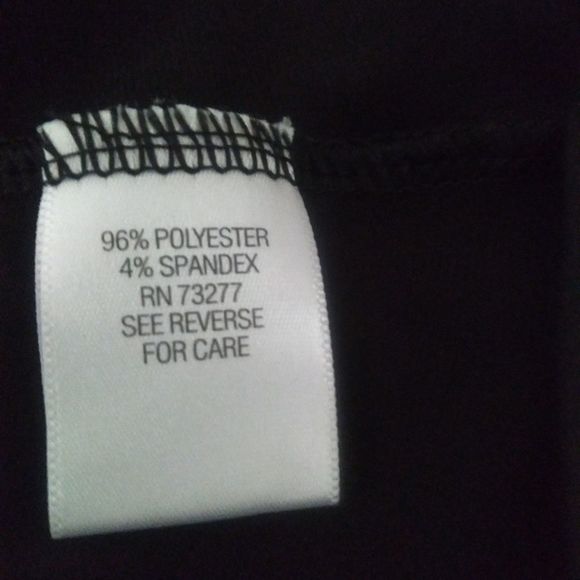 96% POLYESTER
4% SPANDEX
RN 73277
SEE REVERSE
FOR CARE